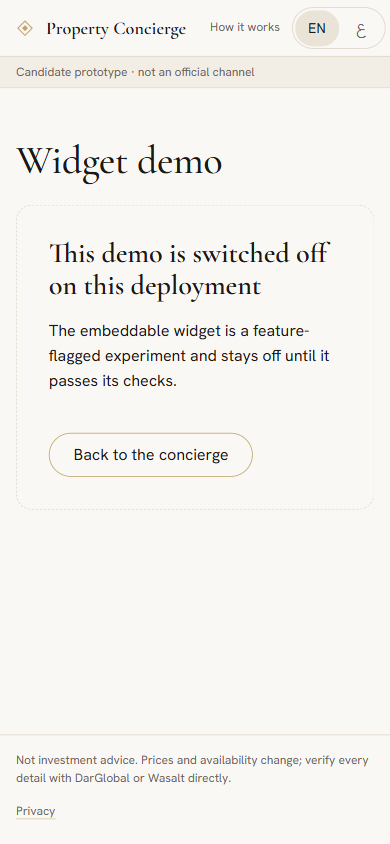 Property Concierge
How it works
EN
ع
Candidate prototype · not an official channel
Widget demo
This demo is switched off
on this deployment
The embeddable widget is a feature-
flagged experiment and stays off until it
passes its checks.
Back to the concierge
Not investment advice. Prices and availability change; verify every
detail with DarGlobal or Wasalt directly.
Privacy